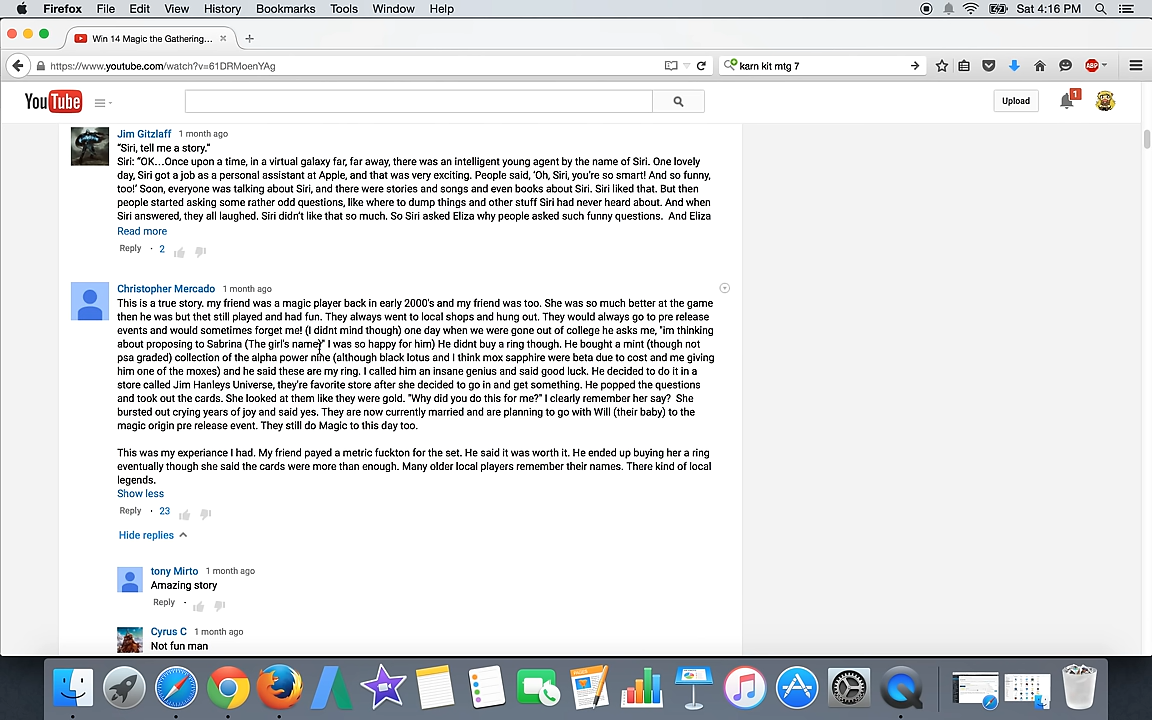 Firefox File Edit View History Bookmarks Tools Window Help Sat 4:16 PM
Win 14 Magic the Gathering...
https://www.youtube.com/watch?v=61DRMoenYAg karn kit mtg 7 ABP
YouTube Upload 1
Jim Gitzlaff 1 month ago
"Siri, tell me a story."
Siri: "OK…Once upon a time, in a virtual galaxy far, far away, there was an intelligent young agent by the name of Siri. One lovely
day, Siri got a job as a personal assistant at Apple, and that was very exciting. People said, 'Oh, Siri, you're so smart! And so funny,
too!' Soon, everyone was talking about Siri, and there were stories and songs and even books about Siri. Siri liked that. But then
people started asking some rather odd questions, like where to dump things and other stuff Siri had never heard about. And when
Siri answered, they all laughed. Siri didn't like that so much. So Siri asked Eliza why people asked such funny questions. And Eliza
Read more
Reply · 2
Christopher Mercado 1 month ago
This is a true story. my friend was a magic player back in early 2000's and my friend was too. She was so much better at the game
then he was but thet still played and had fun. They always went to local shops and hung out. They would always go to pre release
events and would sometimes forget me! (I didnt mind though) one day when we were gone out of college he asks me, "im thinking
about proposing to Sabrina (The girl's name)" I was so happy for him) He didnt buy a ring though. He bought a mint (though not
psa graded) collection of the alpha power nine (although black lotus and I think mox sapphire were beta due to cost and me giving
him one of the moxes) and he said these are my ring. I called him an insane genius and said good luck. He decided to do it in a
store called Jim Hanleys Universe, they're favorite store after she decided to go in and get something. He popped the questions
and took out the cards. She looked at them like they were gold. "Why did you do this for me?" I clearly remember her say? She
bursted out crying years of joy and said yes. They are now currently married and are planning to go with Will (their baby) to the
magic origin pre release event. They still do Magic to this day too.
This was my experiance I had. My friend payed a metric fuckton for the set. He said it was worth it. He ended up buying her a ring
eventually though she said the cards were more than enough. Many older local players remember their names. There kind of local
legends.
Show less
Reply · 23
Hide replies
tony Mirto 1 month ago
Amazing story
Reply ·
Cyrus C 1 month ago
Not fun man